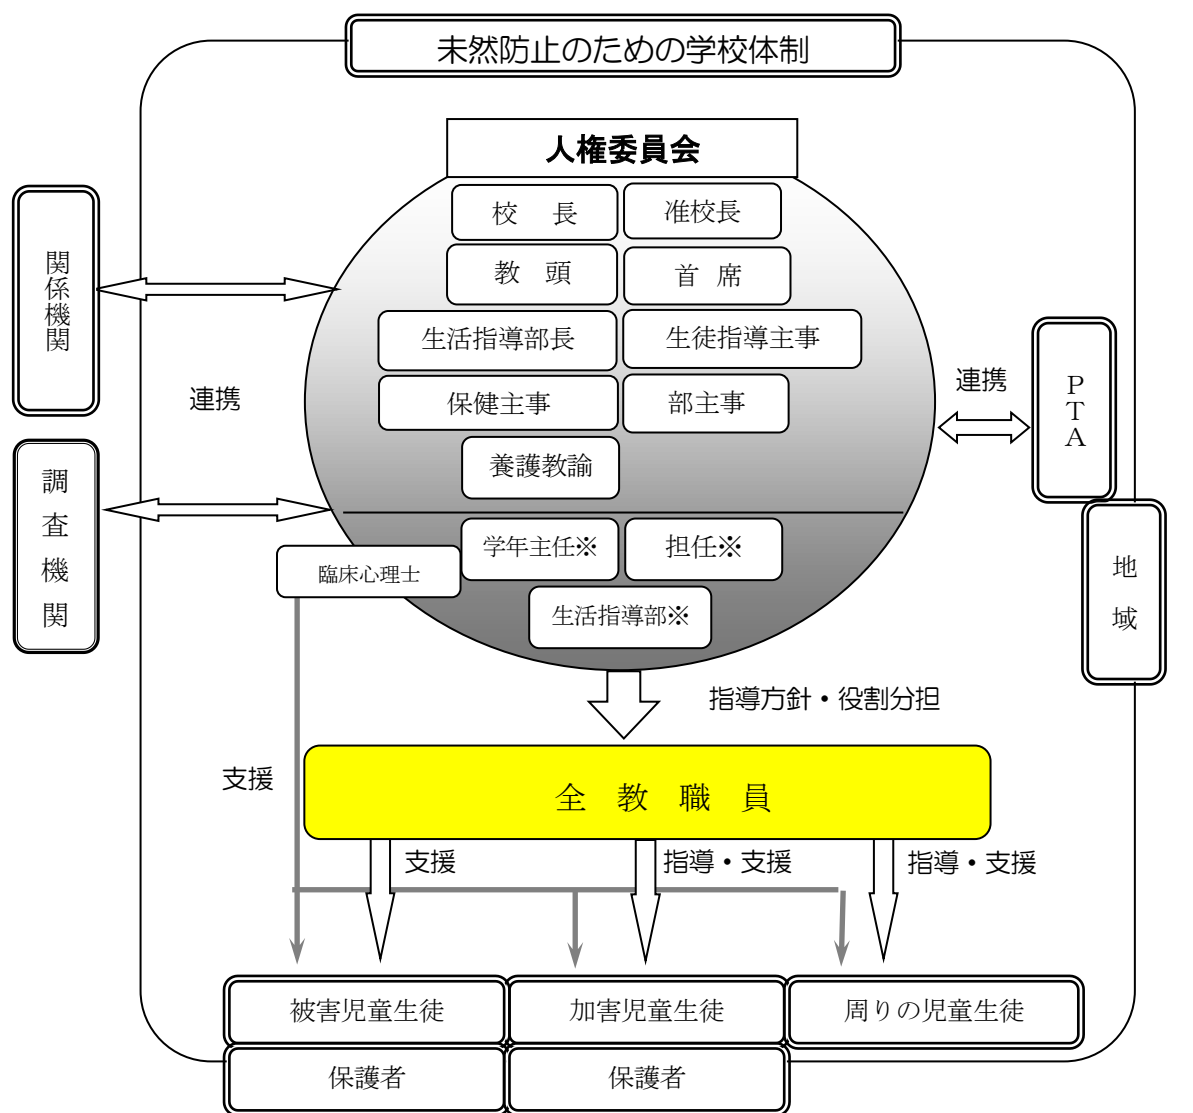 未然防止のための学校体制
人権委員会
校　長
准校長
教　頭
首 席
生活指導部長
生徒指導主事
保健主事
部主事
養護教諭
学年主任※
担任※
臨床心理士
生活指導部※
関係機関
連携
調査機関
連携
PTA
地域
指導方針・役割分担
支援
全　教　職　員
支援
指導・支援
指導・支援
被害児童生徒
加害児童生徒
周りの児童生徒
保護者
保護者